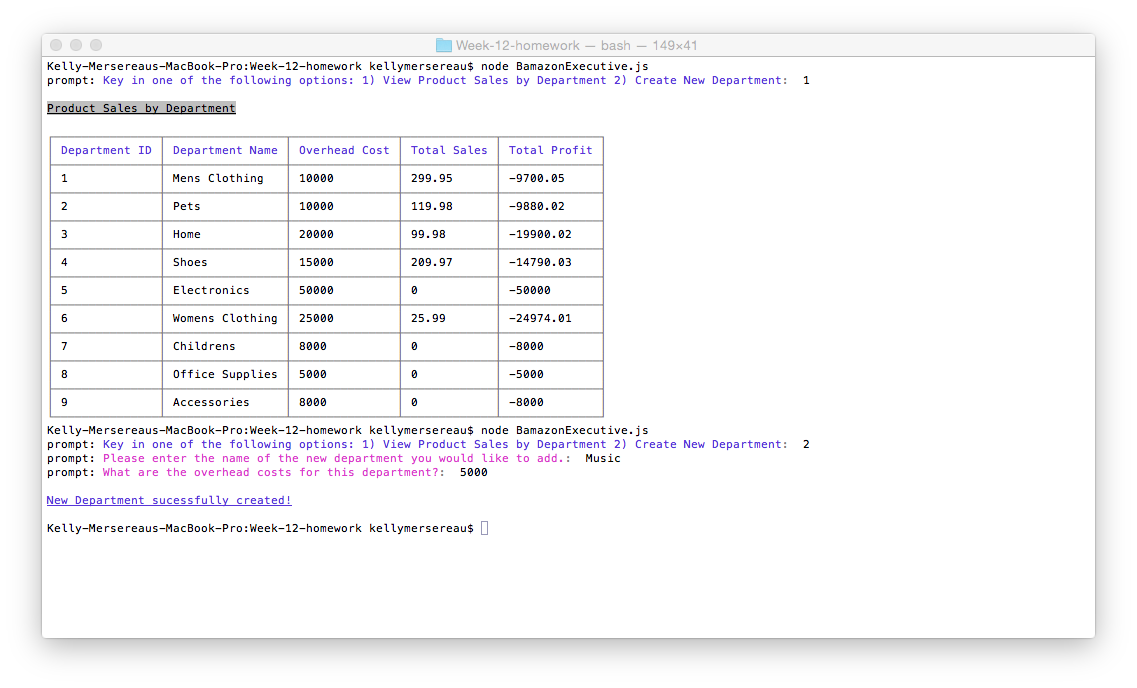 Week-12-homework — bash — 149×41
Kelly-Mersereaus-MacBook-Pro:Week-12-homework kellymersereau$ node BamazonExecutive.js
prompt: Key in one of the following options: 1) View Product Sales by Department 2) Create New Department:  1
Product Sales by Department
Department ID Department Name Overhead Cost Total Sales Total Profit
1 Mens Clothing 10000 299.95 -9700.05
2 Pets 10000 119.98 -9880.02
3 Home 20000 99.98 -19900.02
4 Shoes 15000 209.97 -14790.03
5 Electronics 50000 0 -50000
6 Womens Clothing 25000 25.99 -24974.01
7 Childrens 8000 0 -8000
8 Office Supplies 5000 0 -5000
9 Accessories 8000 0 -8000
Kelly-Mersereaus-MacBook-Pro:Week-12-homework kellymersereau$ node BamazonExecutive.js
prompt: Key in one of the following options: 1) View Product Sales by Department 2) Create New Department:  2
prompt: Please enter the name of the new department you would like to add.:  Music
prompt: What are the overhead costs for this department?:  5000
New Department sucessfully created!
Kelly-Mersereaus-MacBook-Pro:Week-12-homework kellymersereau$